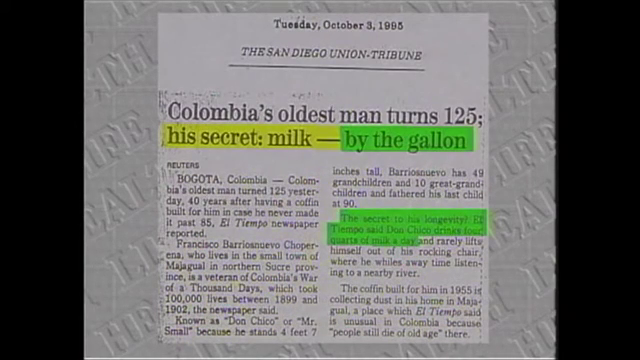 Tuesday, October 3, 1995
THE SAN DIEGO UNION-TRIBUNE
Colombia's oldest man turns 125;
his secret: milk — by the gallon
REUTERS
BOGOTA, Colombia — Colom-
bia's oldest man turned 125 yester-
day, 40 years after having a coffin
built for him in case he never made
it past 85, El Tiempo newspaper
reported.
Francisco Barriosnuevo Chope-
rena, who lives in the small town of
Majagual in northern Sucre prov-
ince, is a veteran of Colombia's War
of a Thousand Days, which took
100,000 lives between 1899 and
1902, the newspaper said.
Known as "Don Chico" or "Mr.
Small" because he stands 4 feet 7
inches tall, Barriosnuevo has 49
grandchildren and 10 great-grand-
children and fathered his last child
at 90.
The secret to his longevity? El
Tiempo said Don Chico drinks four
quarts of milk a day and rarely lifts
himself out of his rocking chair,
where he whiles away time listen-
ing to a nearby river.
The coffin built for him in 1955 is
collecting dust in his home in Maja-
gual, a place which El Tiempo said
is unusual in Colombia because
"people still die of old age" there.